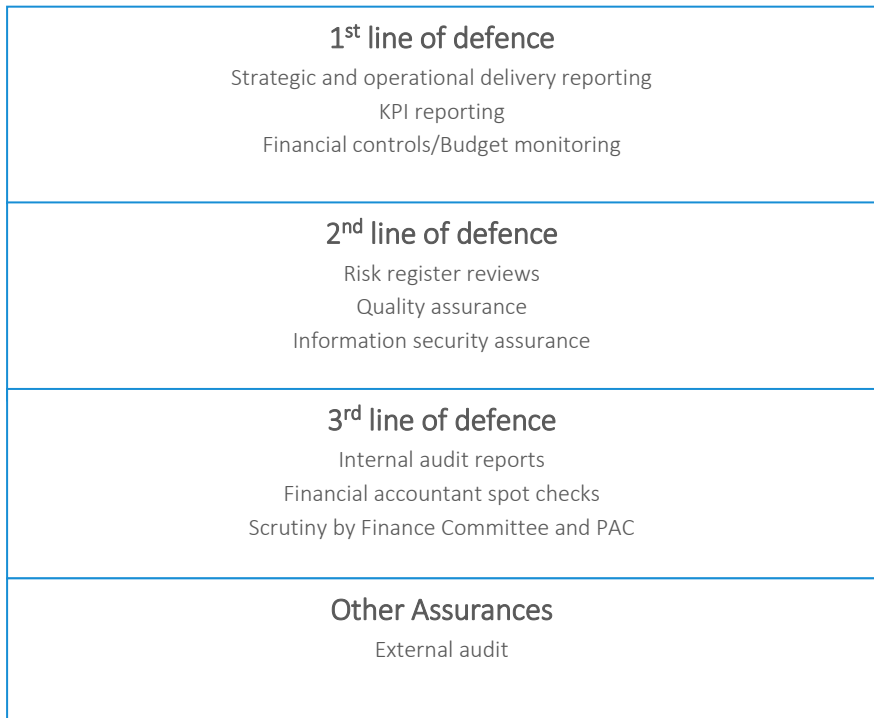 1st line of defence
Strategic and operational delivery reporting
KPI reporting
Financial controls/Budget monitoring
2nd line of defence
Risk register reviews
Quality assurance
Information security assurance
3rd line of defence
Internal audit reports
Financial accountant spot checks
Scrutiny by Finance Committee and PAC
Other Assurances
External audit